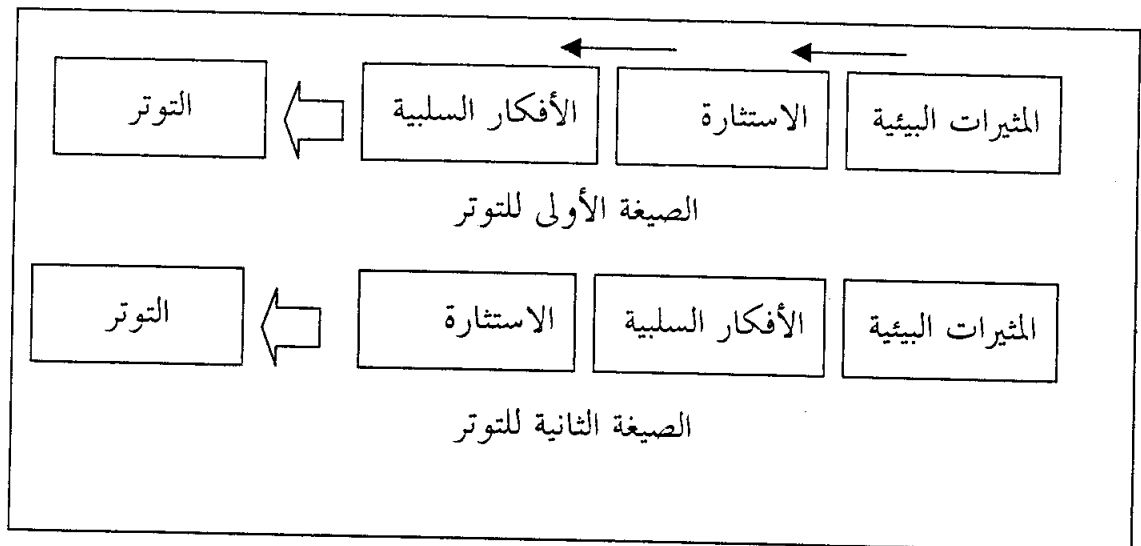 المثيرات البيئية الاستثارة الأفكار السلبية التوتر
الصيغة الأولى للتوتر
المثيرات البيئية الأفكار السلبية الاستثارة التوتر
الصيغة الثانية للتوتر